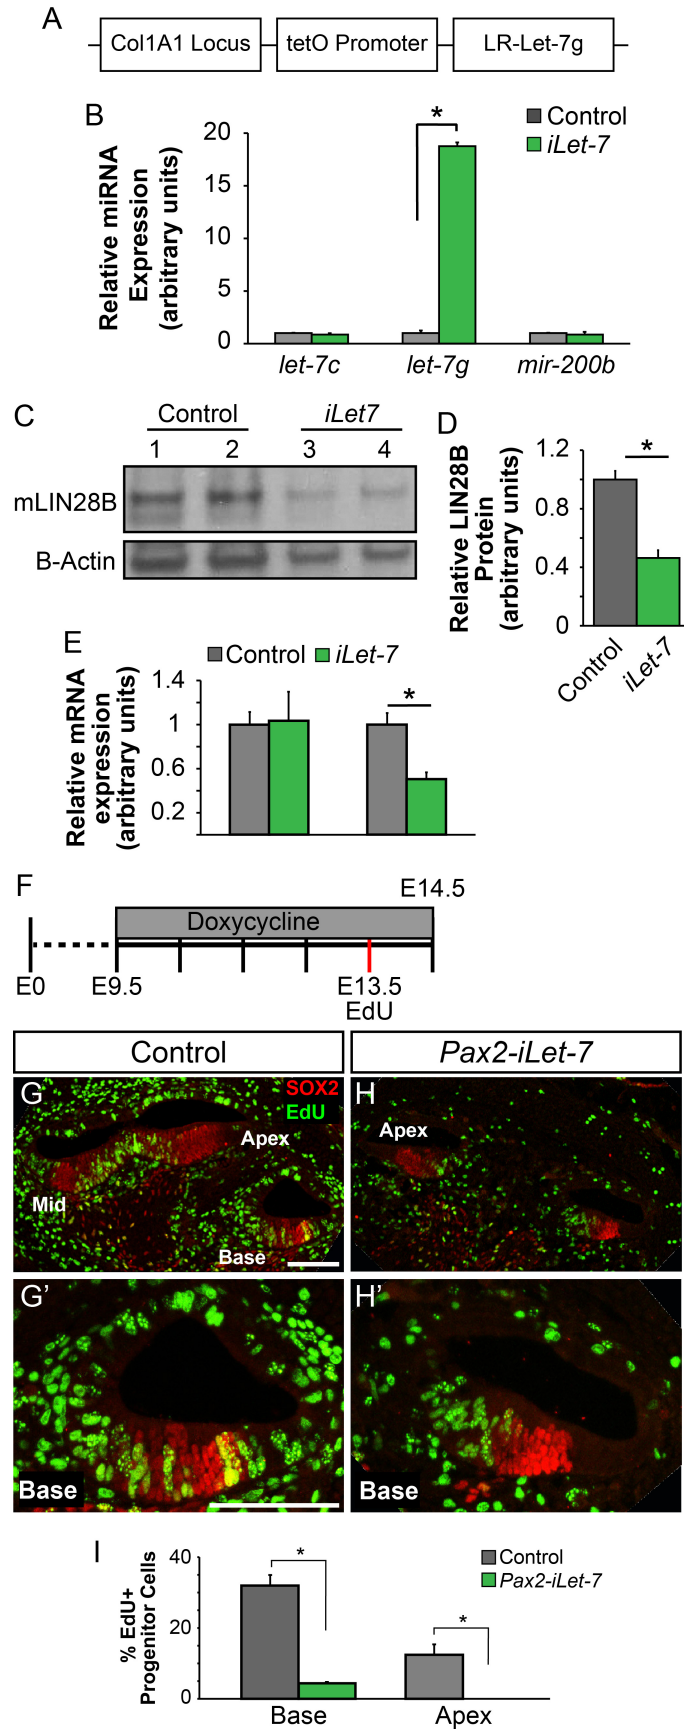 A
Col1A1 Locus
tetO Promoter
LR-Let-7g
B
Control
iLet-7
Relative miRNA
Expression
(arbitrary units)
20
15
10
5
0
*
let-7c
let-7g
mir-200b
C
Control
iLet7
1
2
3
4
mLIN28B
B-Actin
D
Relative LIN28B
Protein
(arbitrary units)
1.2
0.8
0.4
0
*
Control
iLet-7
E
Control
iLet-7
Relative mRNA
expression
(arbitrary units)
1.4
1
0.6
0.2
*
F
E14.5
Doxycycline
E0
E9.5
E13.5
EdU
Control
Pax2-iLet-7
G
SOX2
EdU
Apex
Mid
Base
H
Apex
G'
Base
H'
Base
I
% EdU+
Progenitor Cells
40
20
0
*
*
Control
Pax2-iLet-7
Base
Apex